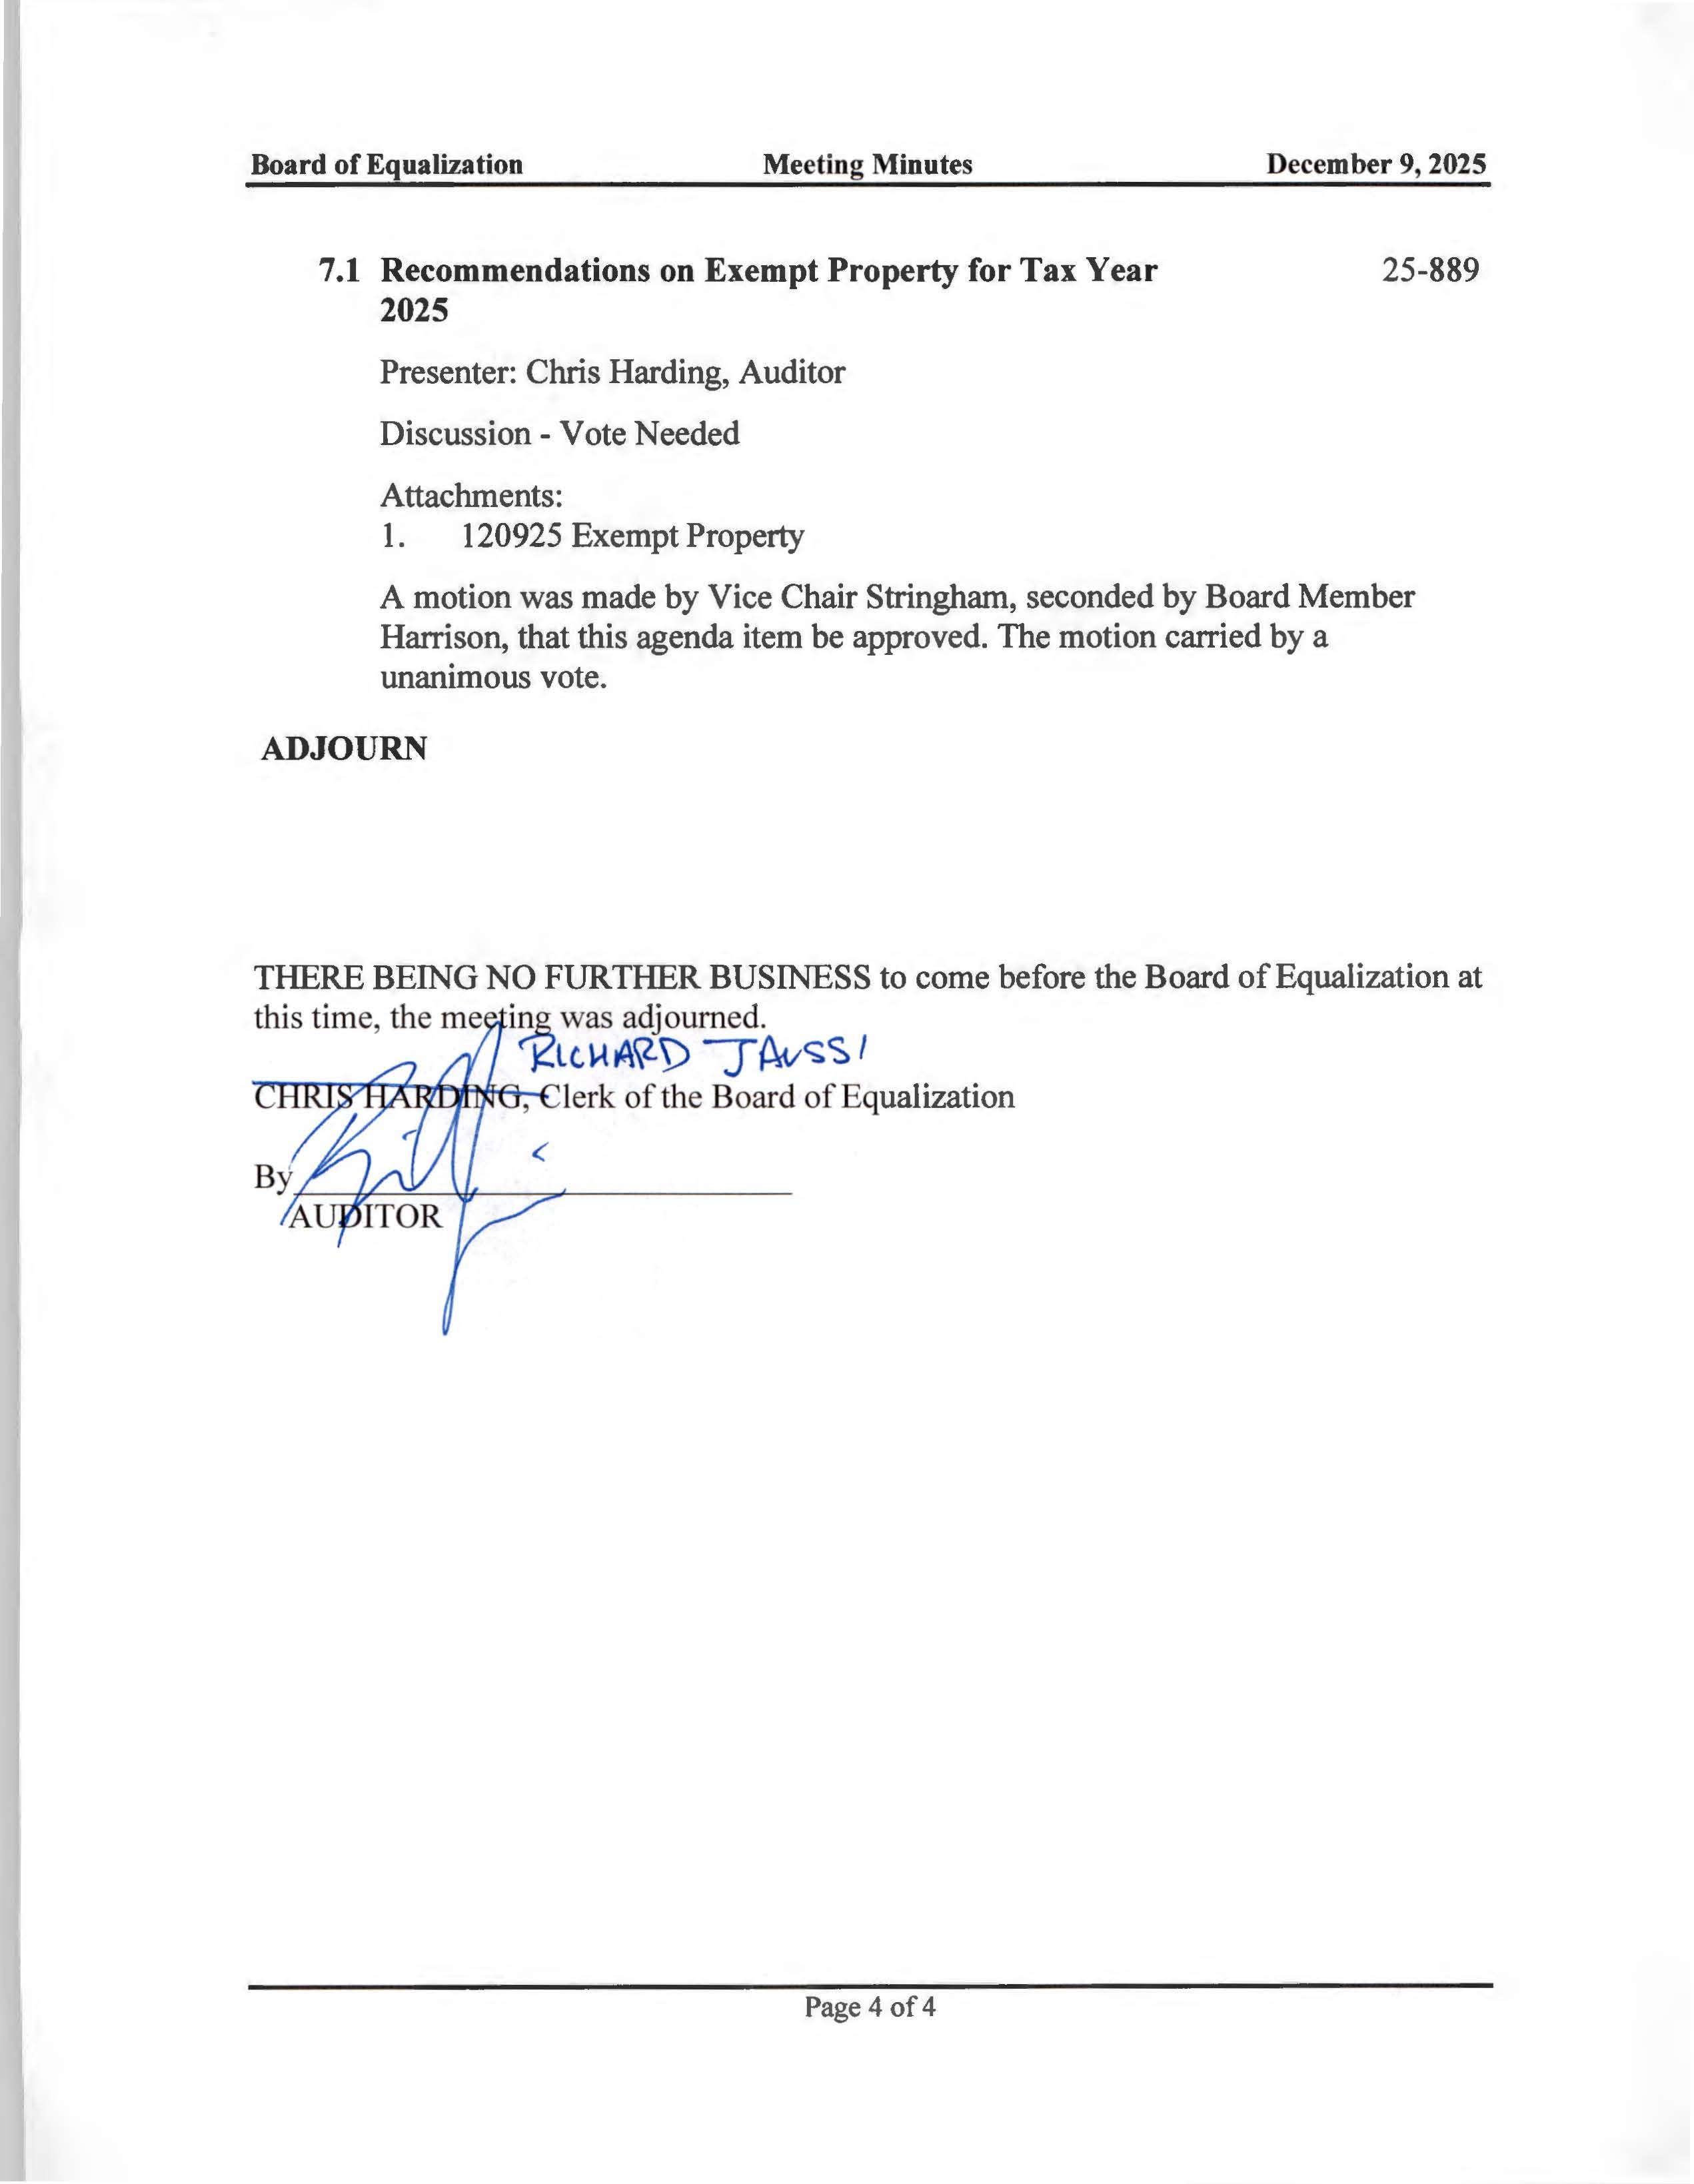 Board of Equalization Meeting Minutes December 9, 2025
7.1 Recommendations on Exempt Property for Tax Year 25-889
2025
Presenter: Chris Harding, Auditor
Discussion - Vote Needed
Attachments:
1. 120925 Exempt Property
A motion was made by Vice Chair Stringham, seconded by Board Member
Harrison, that this agenda item be approved. The motion carried by a
unanimous vote.
ADJOURN
THERE BEING NO FURTHER BUSINESS to come before the Board of Equalization at
this time, the meeting was adjourned.
RICHARD JAUSSI
CHRIS HARDING, Clerk of the Board of Equalization
By
AUDITOR
Page 4 of 4